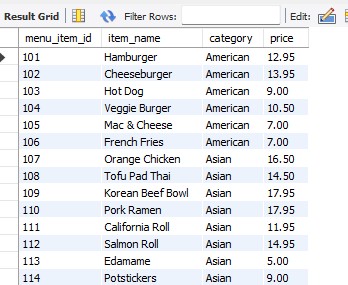 Result Grid Filter Rows: Edit:
menu_item_id item_name category price
101 Hamburger American 12.95
102 Cheeseburger American 13.95
103 Hot Dog American 9.00
104 Veggie Burger American 10.50
105 Mac & Cheese American 7.00
106 French Fries American 7.00
107 Orange Chicken Asian 16.50
108 Tofu Pad Thai Asian 14.50
109 Korean Beef Bowl Asian 17.95
110 Pork Ramen Asian 17.95
111 California Roll Asian 11.95
112 Salmon Roll Asian 14.95
113 Edamame Asian 5.00
114 Potstickers Asian 9.00